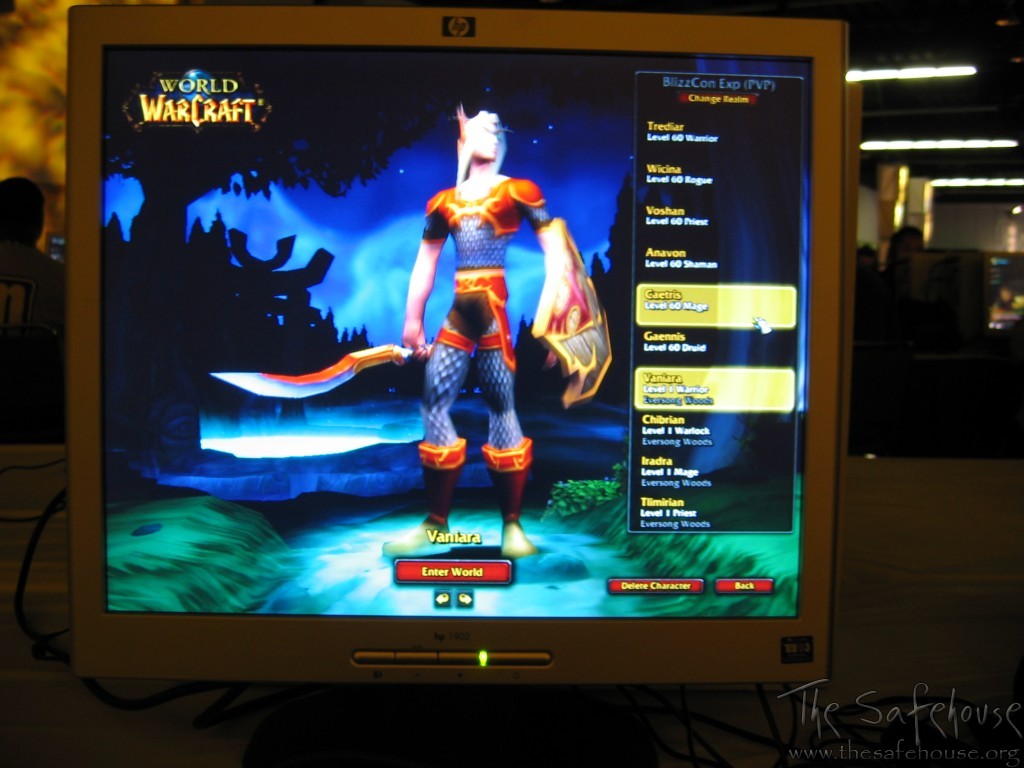 hp
WORLD
WARCRAFT
BlizzCon Exp (PVP)
Change Realm
Trediar
Level 60 Warrior
Wicina
Level 60 Rogue
Voshan
Level 60 Priest
Anavon
Level 60 Shaman
Gaetris
Level 60 Mage
Gaennis
Level 60 Druid
Vaniara
Level 1 Warrior
Eversong Woods
Chibrian
Level 1 Warlock
Eversong Woods
Iradra
Level 1 Mage
Eversong Woods
Tlimirian
Level 1 Priest
Eversong Woods
Vaniara
Enter World
Delete Character
Back
hp 1902
The Safehouse
www.thesafehouse.org